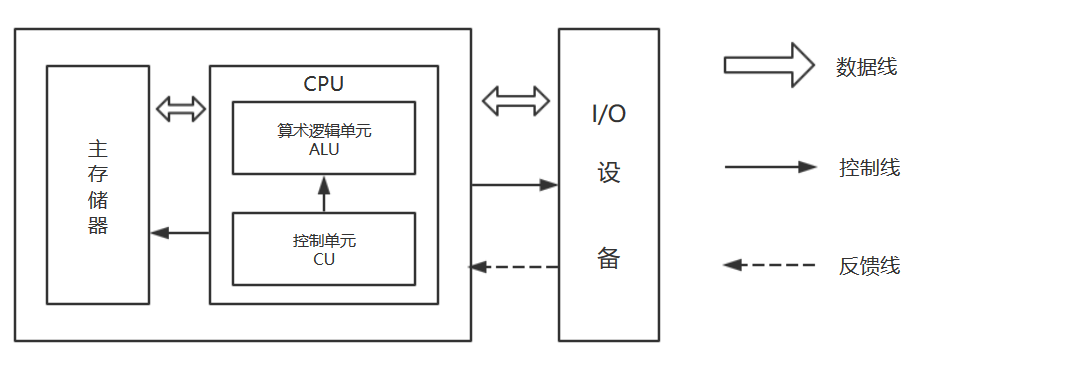 CPU
算术逻辑单元
ALU
控制单元
CU
主
存
储
器
I/O
设
备
数据线
控制线
反馈线